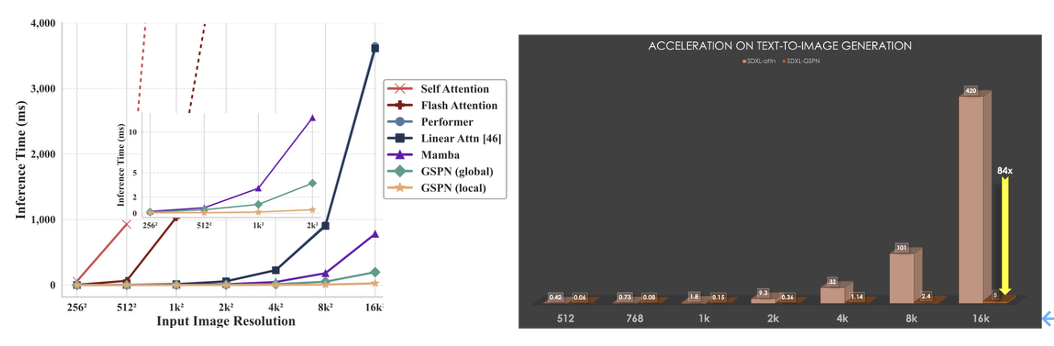 4,000
3,000
2,000
1,000
0
Inference Time (ms)
10
5
2
0
Inference Time (ms)
256² 512² 1k² 2k²
256² 512² 1k² 2k² 4k² 8k² 16k
Input Image Resolution
Self Attention
Flash Attention
Performer
Linear Attn [46]
Mamba
GSPN (global)
GSPN (local)
ACCELERATION ON TEXT-TO-IMAGE GENERATION
SDXL-attn SDXL-GSPN
0.42 0.06 0.73 0.08 1.8 0.15 9.3 0.36 32 1.14 101 2.4 420 5
84x
512 768 1k 2k 4k 8k 16k